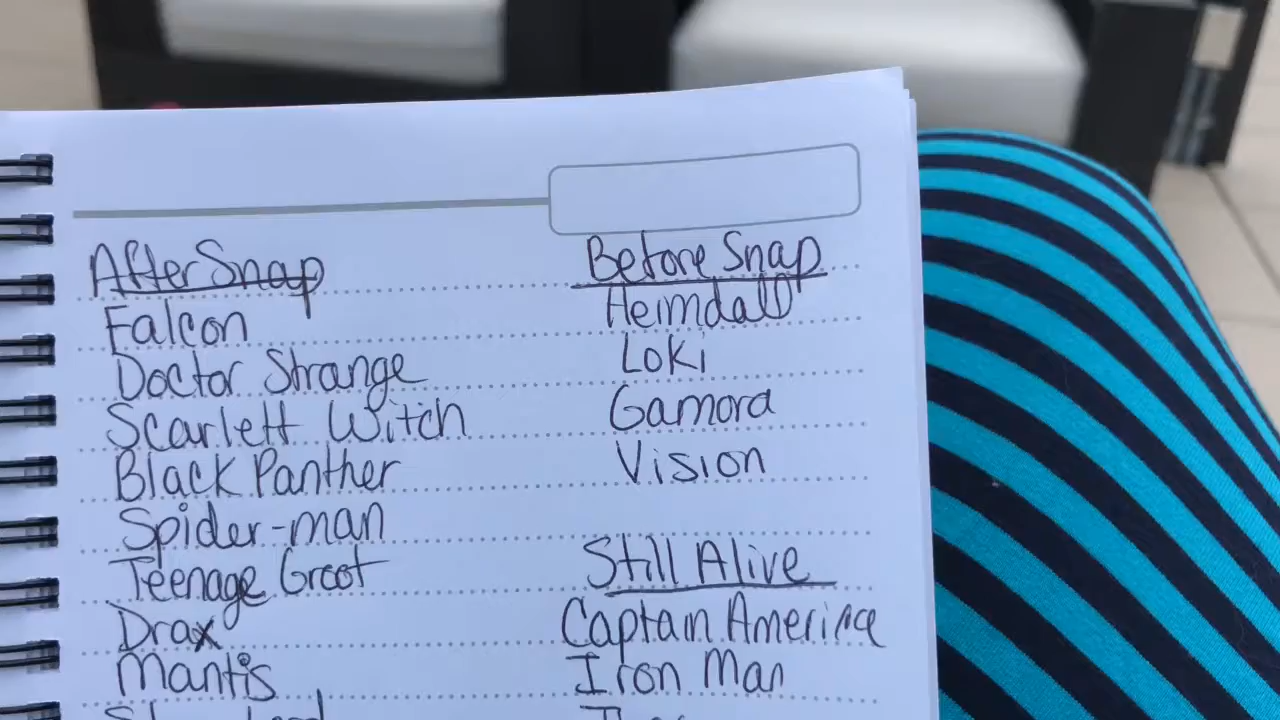 After Snap
Falcon
Doctor Strange
Scarlett Witch
Black Panther
Spider-man
Teenage Groot
Drax
Mantis
Before Snap
Heimdall
Loki
Gamora
Vision
Still Alive
Captain Amerince
Iron Man